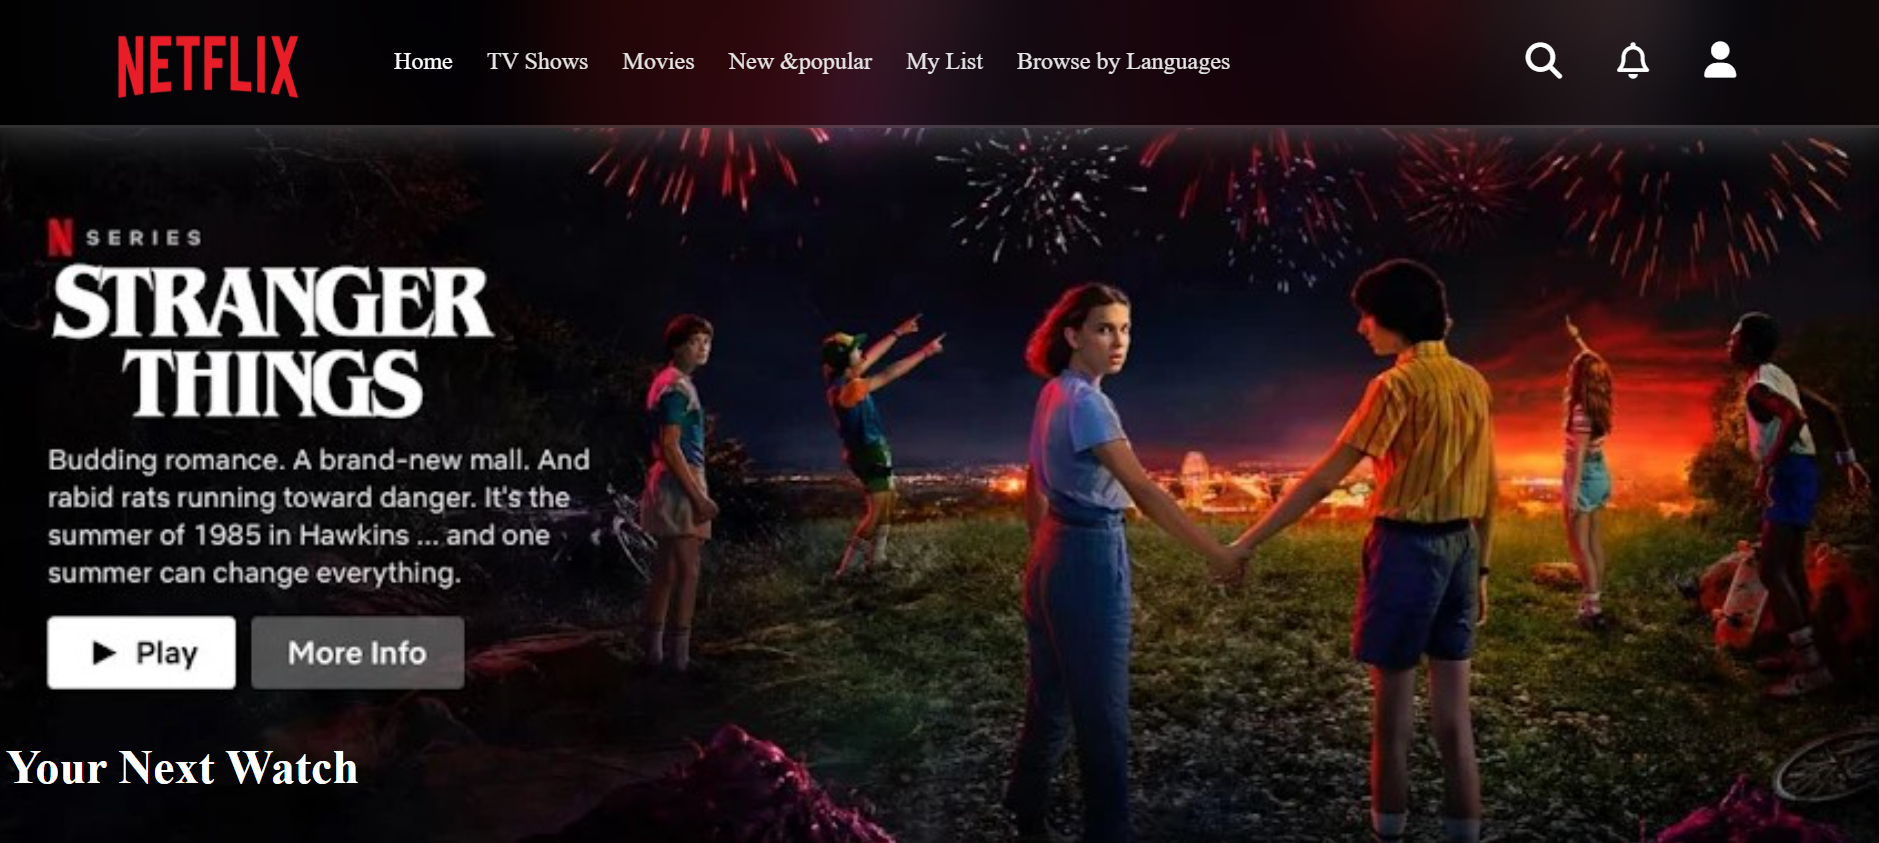 NETFLIX
Home TV Shows Movies New &popular My List Browse by Languages
N SERIES
STRANGER
THINGS
Budding romance. A brand-new mall. And
rabid rats running toward danger. It's the
summer of 1985 in Hawkins ... and one
summer can change everything.
Play More Info
Your Next Watch